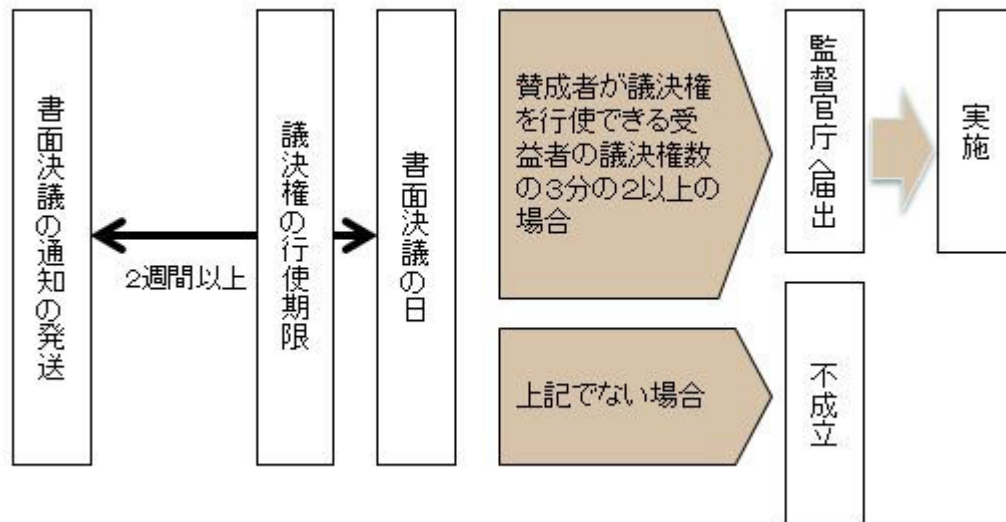 書面決議の通知の発送
2週間以上
議決権の行使期限
書面決議の日
賛成者が議決権
を行使できる受
益者の議決権数
の3分の2以上の
場合
監督官庁へ届出
実施
上記でない場合
不成立